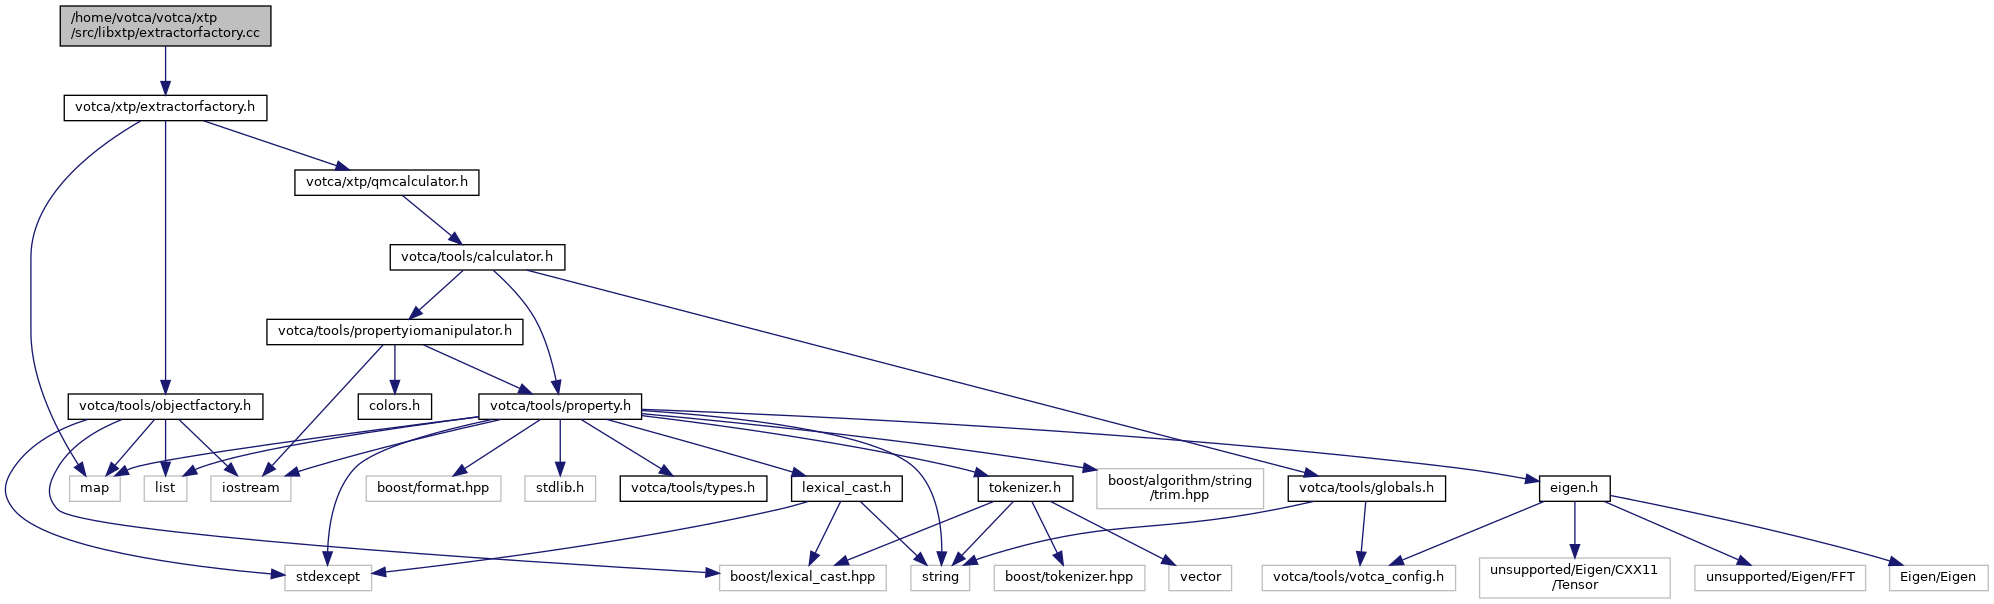 /home/votca/votca/xtp
/src/libxtp/extractorfactory.cc
votca/xtp/extractorfactory.h
votca/xtp/qmcalculator.h
votca/tools/calculator.h
votca/tools/propertyiomanipulator.h
votca/tools/objectfactory.h
colors.h
votca/tools/property.h
map
list
iostream
boost/format.hpp
stdlib.h
votca/tools/types.h
lexical_cast.h
tokenizer.h
boost/algorithm/string
/trim.hpp
votca/tools/globals.h
eigen.h
stdexcept
boost/lexical_cast.hpp
string
boost/tokenizer.hpp
vector
votca/tools/votca_config.h
unsupported/Eigen/CXX11
/Tensor
unsupported/Eigen/FFT
Eigen/Eigen